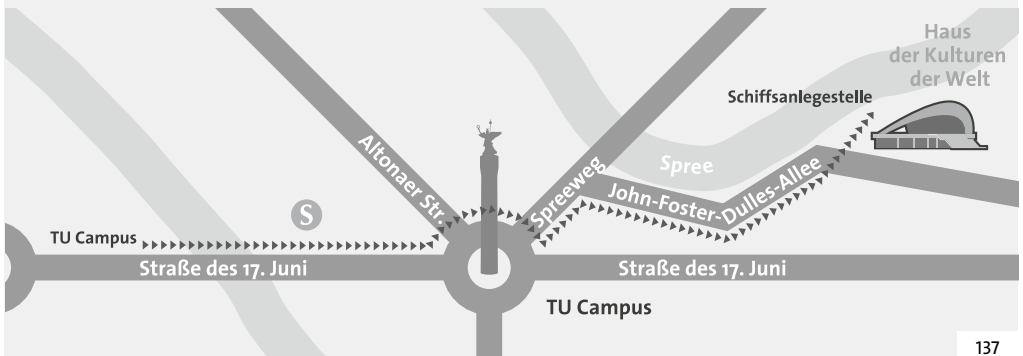 Haus
der Kulturen
der Welt
Schiffsanlegestelle
Altonaer Str.
Spreeweg
Spree
John-Foster-Dulles-Allee
S
TU Campus
Straße des 17. Juni
Straße des 17. Juni
TU Campus
137